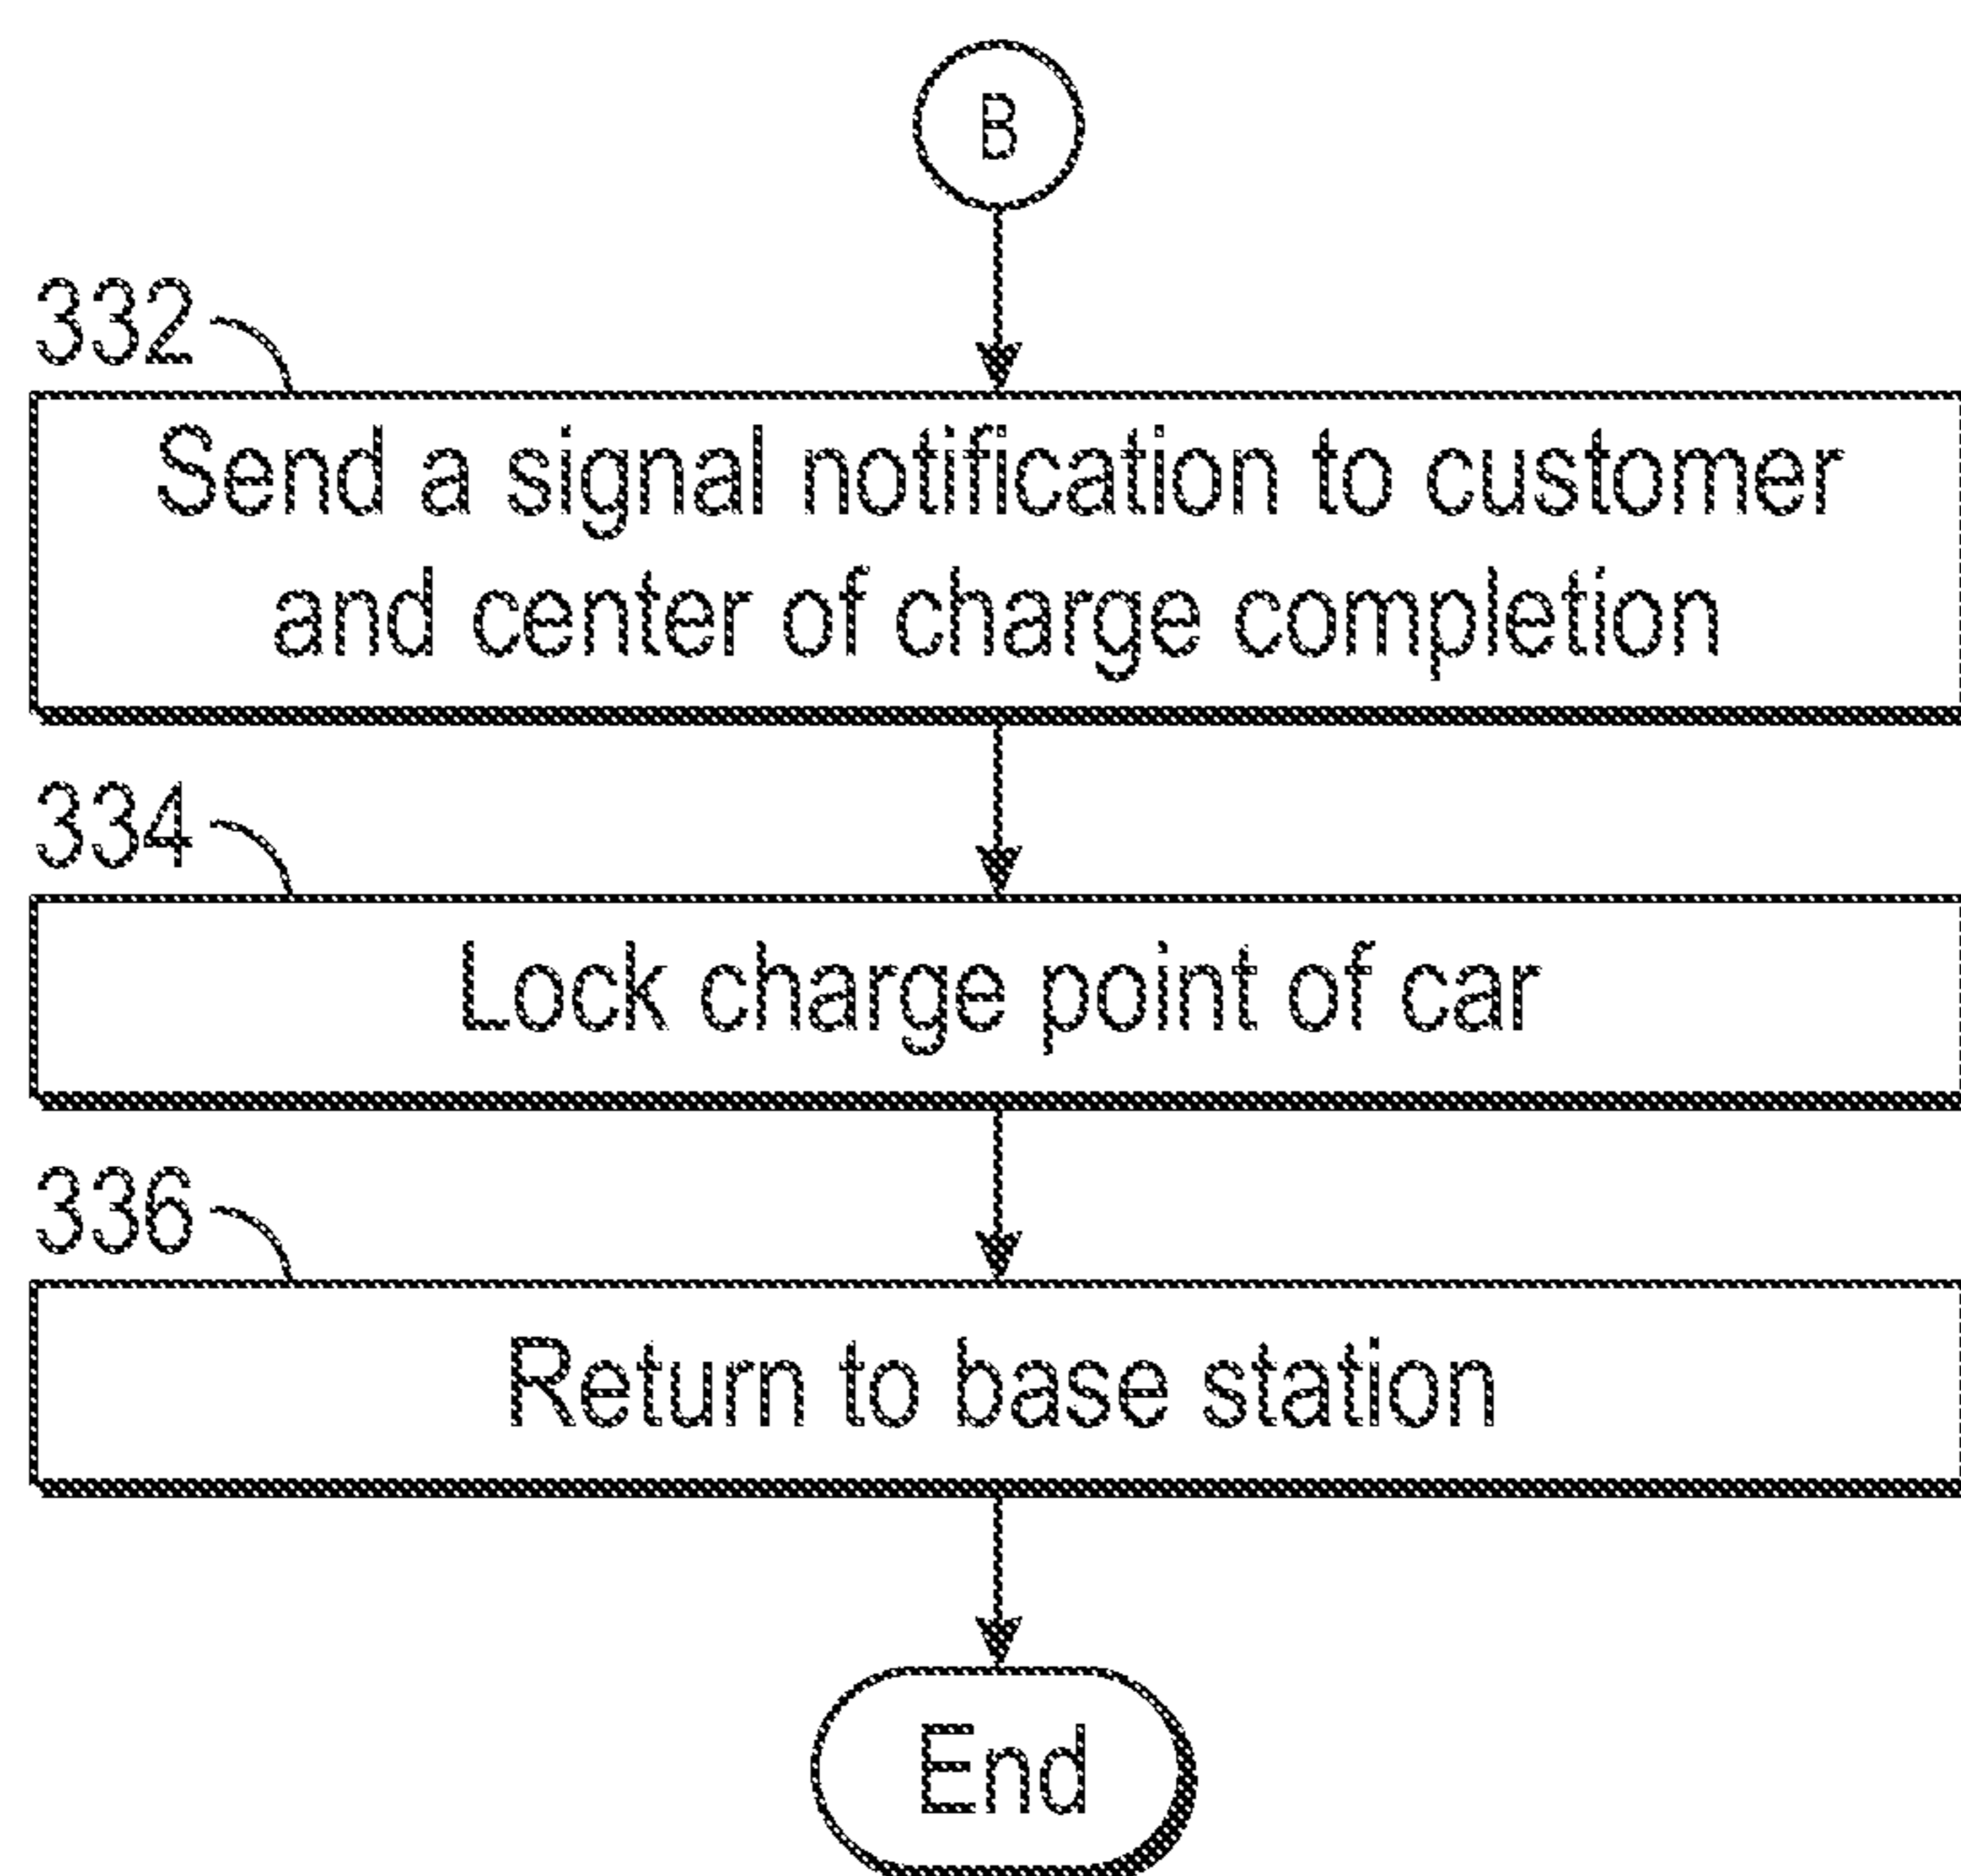 B
332
Send a signal notification to customer
and center of charge completion
334
Lock charge point of car
336
Return to base station
End